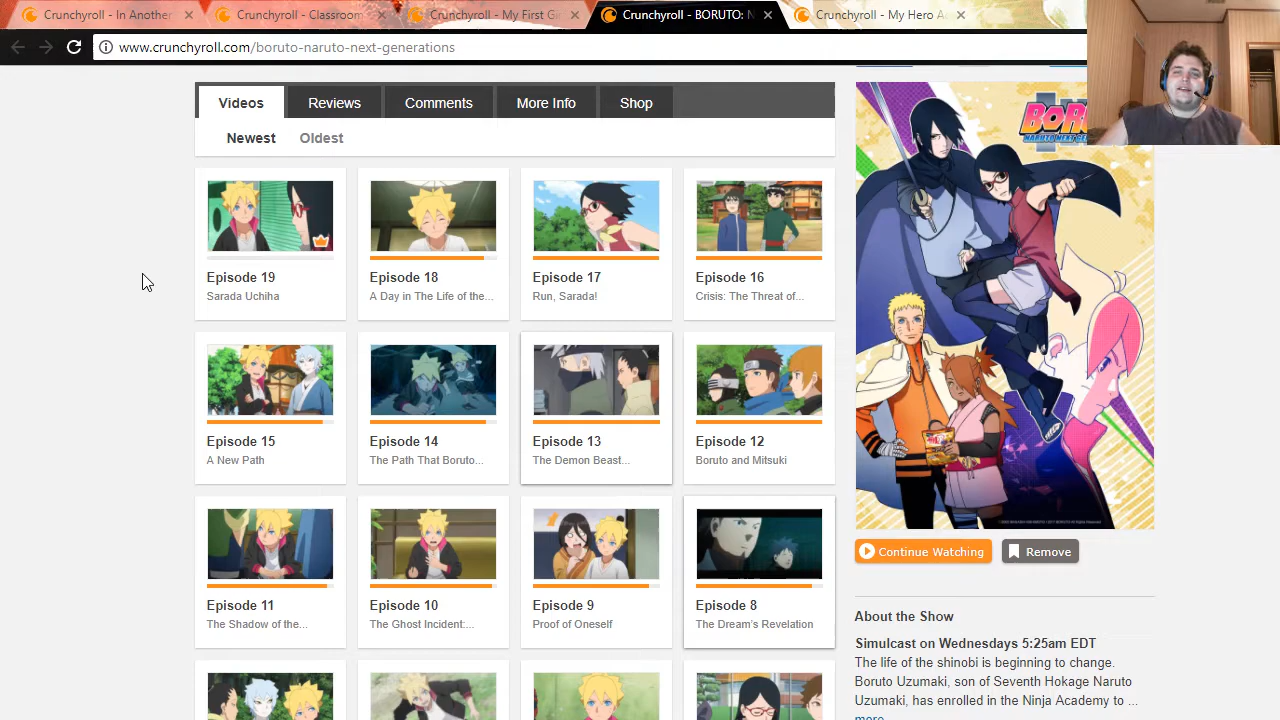 Crunchyroll - In Another
Crunchyroll - Classroom
Crunchyroll - My First Gi
Crunchyroll - BORUTO: N
Crunchyroll - My Hero A
www.crunchyroll.com/boruto-naruto-next-generations
Videos
Reviews
Comments
More Info
Shop
Newest
Oldest
Episode 19
Sarada Uchiha
Episode 18
A Day in The Life of the...
Episode 17
Run, Sarada!
Episode 16
Crisis: The Threat of...
Episode 15
A New Path
Episode 14
The Path That Boruto...
Episode 13
The Demon Beast...
Episode 12
Boruto and Mitsuki
Episode 11
The Shadow of the...
Episode 10
The Ghost Incident:...
Episode 9
Proof of Oneself
Episode 8
The Dream's Revelation
BORU
NARUTO NEXT GENER
Continue Watching
Remove
About the Show
Simulcast on Wednesdays 5:25am EDT
The life of the shinobi is beginning to change.
Boruto Uzumaki, son of Seventh Hokage Naruto
Uzumaki, has enrolled in the Ninja Academy to ...
more